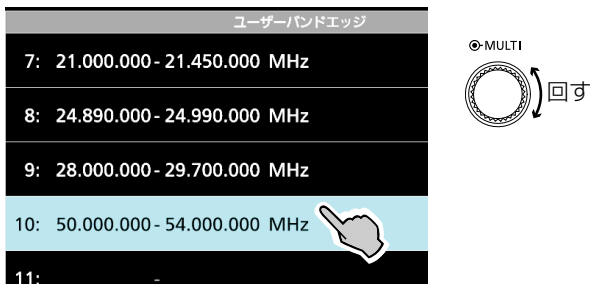 ユーザーバンドエッジ
7: 21.000.000 - 21.450.000 MHz
8: 24.890.000 - 24.990.000 MHz
9: 28.000.000 - 29.700.000 MHz
10: 50.000.000 - 54.000.000 MHz
11: -
MULTI
回す